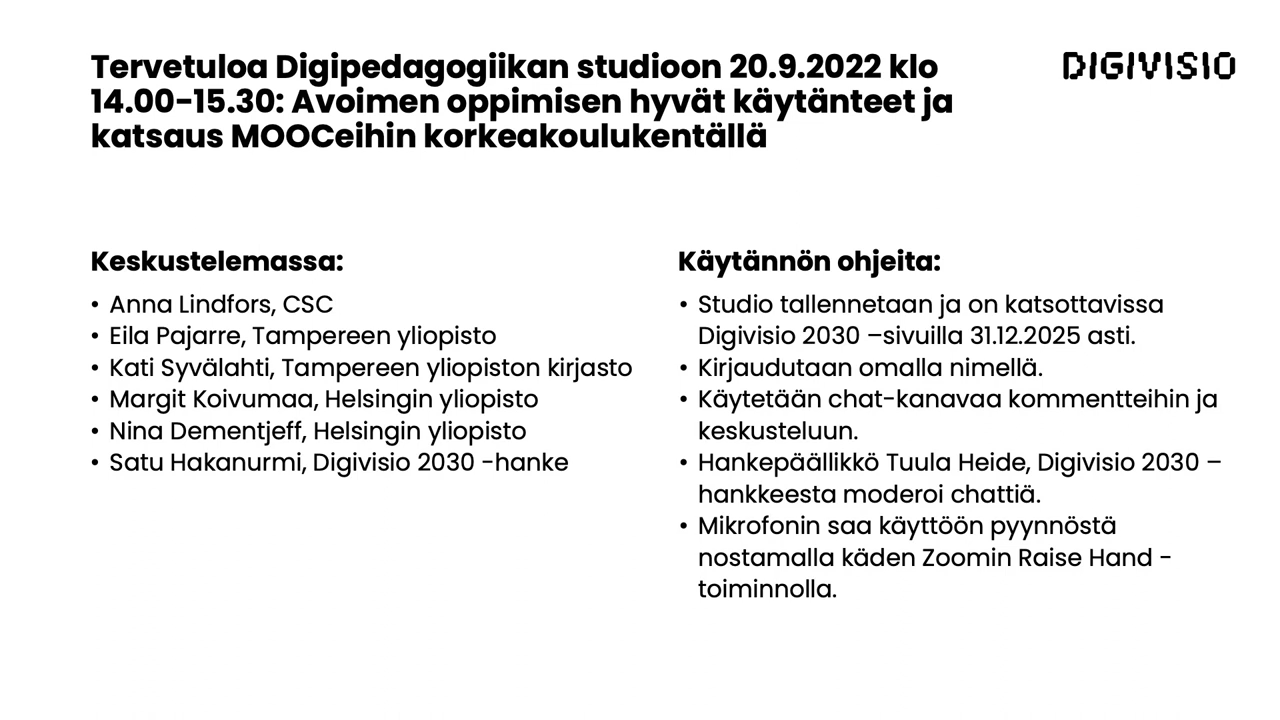 Tervetuloa Digipedagogiikan studioon 20.9.2022 klo
14.00-15.30: Avoimen oppimisen hyvät käytänteet ja
katsaus MOOCeihin korkeakoulukentällä
DIGIVISIO
Keskustelemassa:
• Anna Lindfors, CSC
• Eila Pajarre, Tampereen yliopisto
• Kati Syvälahti, Tampereen yliopiston kirjasto
• Margit Koivumaa, Helsingin yliopisto
• Nina Dementjeff, Helsingin yliopisto
• Satu Hakanurmi, Digivisio 2030 -hanke
Käytännön ohjeita:
• Studio tallennetaan ja on katsottavissa
Digivisio 2030 –sivuilla 31.12.2025 asti.
• Kirjaudutaan omalla nimellä.
• Käytetään chat-kanavaa kommentteihin ja
keskusteluun.
• Hankepäällikkö Tuula Heide, Digivisio 2030 –
hankkeesta moderoi chattiä.
• Mikrofonin saa käyttöön pyynnöstä
nostamalla käden Zoomin Raise Hand -
toiminnolla.